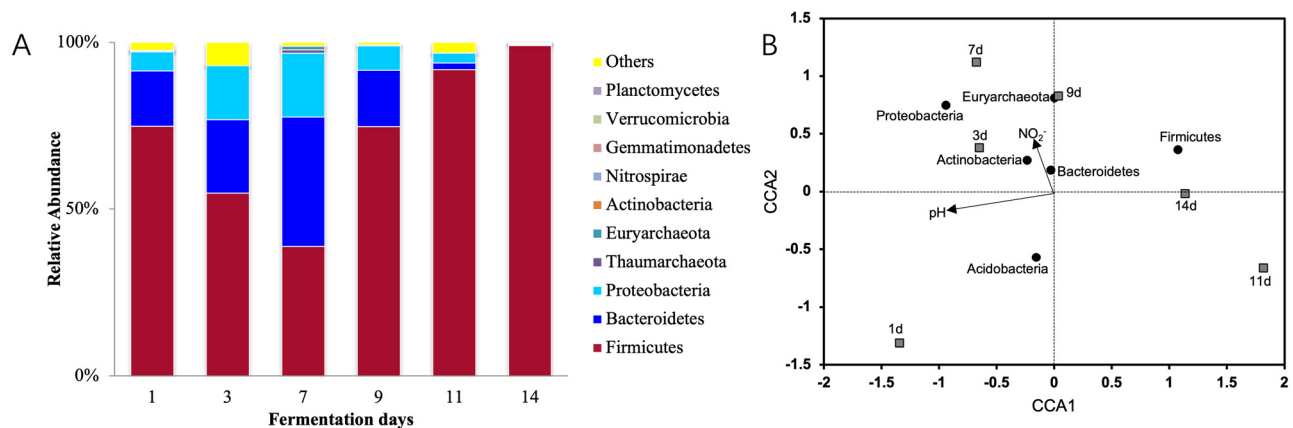 A
100%
50%
0%
Relative Abundance
1 3 7 9 11 14
Fermentation days
Others
Planctomycetes
Verrucomicrobia
Gemmatimonadetes
Nitrospirae
Actinobacteria
Euryarchaeota
Thaumarchaeota
Proteobacteria
Bacteroidetes
Firmicutes
B
1.5
1
0.5
0
-0.5
-1
-1.5
CCA2
7d
Euryarchaeota
9d
Proteobacteria
NO₂⁻
Firmicutes
3d
Actinobacteria
Bacteroidetes
14d
pH
Acidobacteria
11d
1d
-2 -1.5 -1 -0.5 0 0.5 1 1.5 2
CCA1